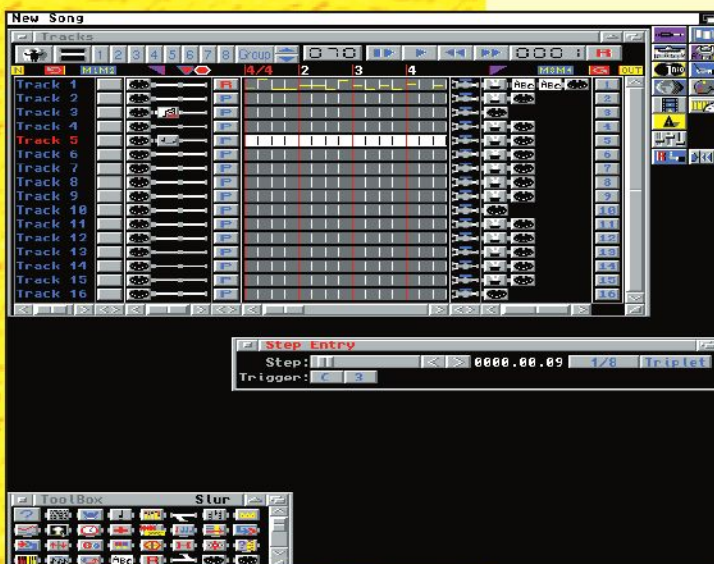 New Song
Tracks
1 2 3 4 5 6 7 8 Group 070 000 : R
N M1M2 4/4 2 3 4 M3M4 OUT
Track 1 R ABc ABc 1
Track 2 P 2
Track 3 P 3
Track 4 P 4
Track 5 P 5
Track 6 P 6
Track 7 P 7
Track 8 P 8
Track 9 P 9
Track 10 P 10
Track 11 P 11
Track 12 P 12
Track 13 P 13
Track 14 P 14
Track 15 P 15
Track 16 P 16
Step Entry
Step: < > 0000.00.09 1/8 Triplet
Trigger: C 3
ToolBox Slur
?
ABc R